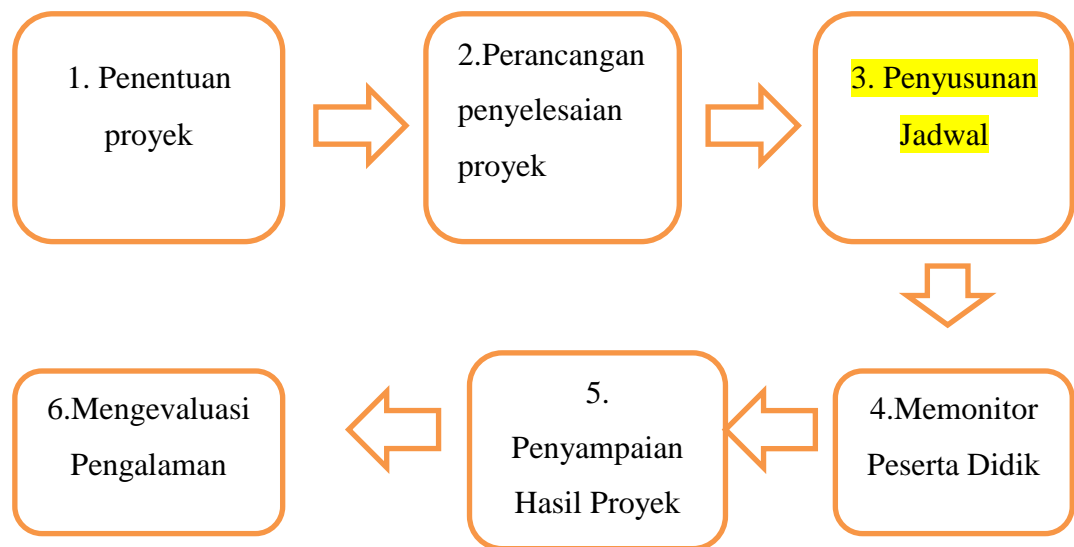 1. Penentuan
proyek
2.Perancangan
penyelesaian
proyek
3. Penyusunan
Jadwal
4.Memonitor
Peserta Didik
5.
Penyampaian
Hasil Proyek
6.Mengevaluasi
Pengalaman